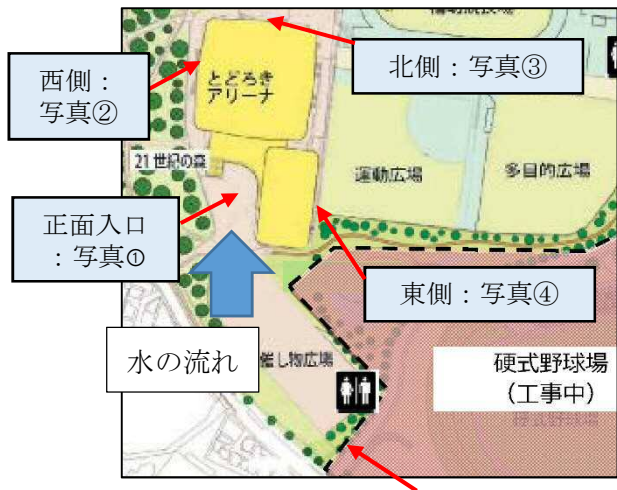 西側：
写真②
北側：写真③
とどろき
アリーナ
21世紀の森
運動広場
多目的広場
正面入口
：写真①
東側：写真④
水の流れ
催し物広場
硬式野球場
（工事中）